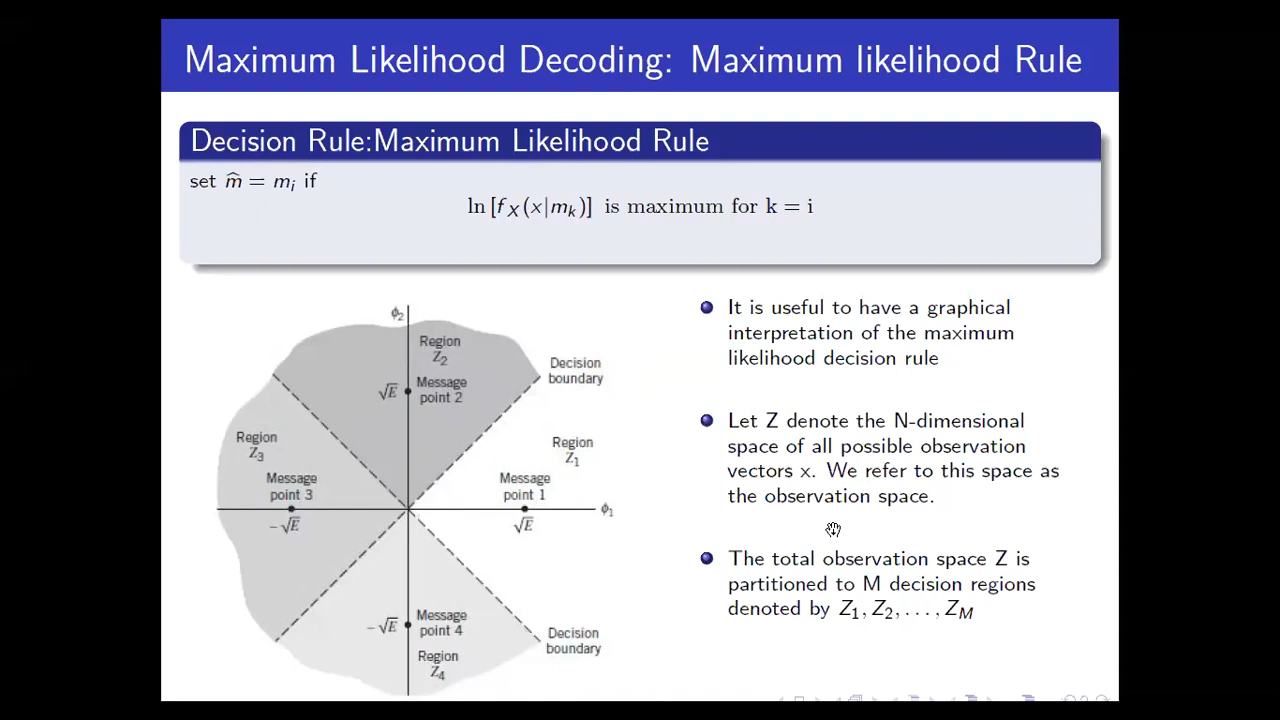 Maximum Likelihood Decoding: Maximum likelihood Rule
Decision Rule:Maximum Likelihood Rule
set m̂ = mᵢ if
ln [f_X(x|m_k)] is maximum for k = i
ϕ₂
Region
Z₂
Decision
boundary
√E
Message
point 2
Region
Z₃
Region
Z₁
Message
point 3
Message
point 1
ϕ₁
−√E
√E
−√E
Message
point 4
Decision
boundary
Region
Z₄
It is useful to have a graphical
interpretation of the maximum
likelihood decision rule
Let Z denote the N-dimensional
space of all possible observation
vectors x. We refer to this space as
the observation space.
The total observation space Z is
partitioned to M decision regions
denoted by Z₁, Z₂, . . . , Z_M